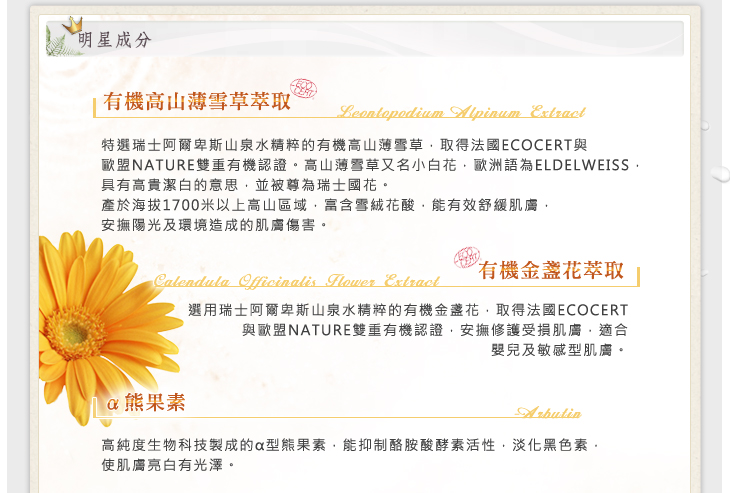 明星成分
有機高山薄雪草萃取
ECO CERT
Leontopodium Alpinum Extract
特選瑞士阿爾卑斯山泉水精粹的有機高山薄雪草，取得法國ECOCERT與
歐盟NATURE雙重有機認證。高山薄雪草又名小白花，歐洲語為ELDELWEISS，
具有高貴潔白的意思，並被尊為瑞士國花。
產於海拔1700米以上高山區域，富含雪絨花酸，能有效舒緩肌膚，
安撫陽光及環境造成的肌膚傷害。
ECO CERT
有機金盞花萃取
Calendula Officinalis Flower Extract
選用瑞士阿爾卑斯山泉水精粹的有機金盞花，取得法國ECOCERT
與歐盟NATURE雙重有機認證，安撫修護受損肌膚，適合
嬰兒及敏感型肌膚。
α熊果素
Arbutin
高純度生物科技製成的α型熊果素，能抑制酪胺酸酵素活性，淡化黑色素，
使肌膚亮白有光澤。